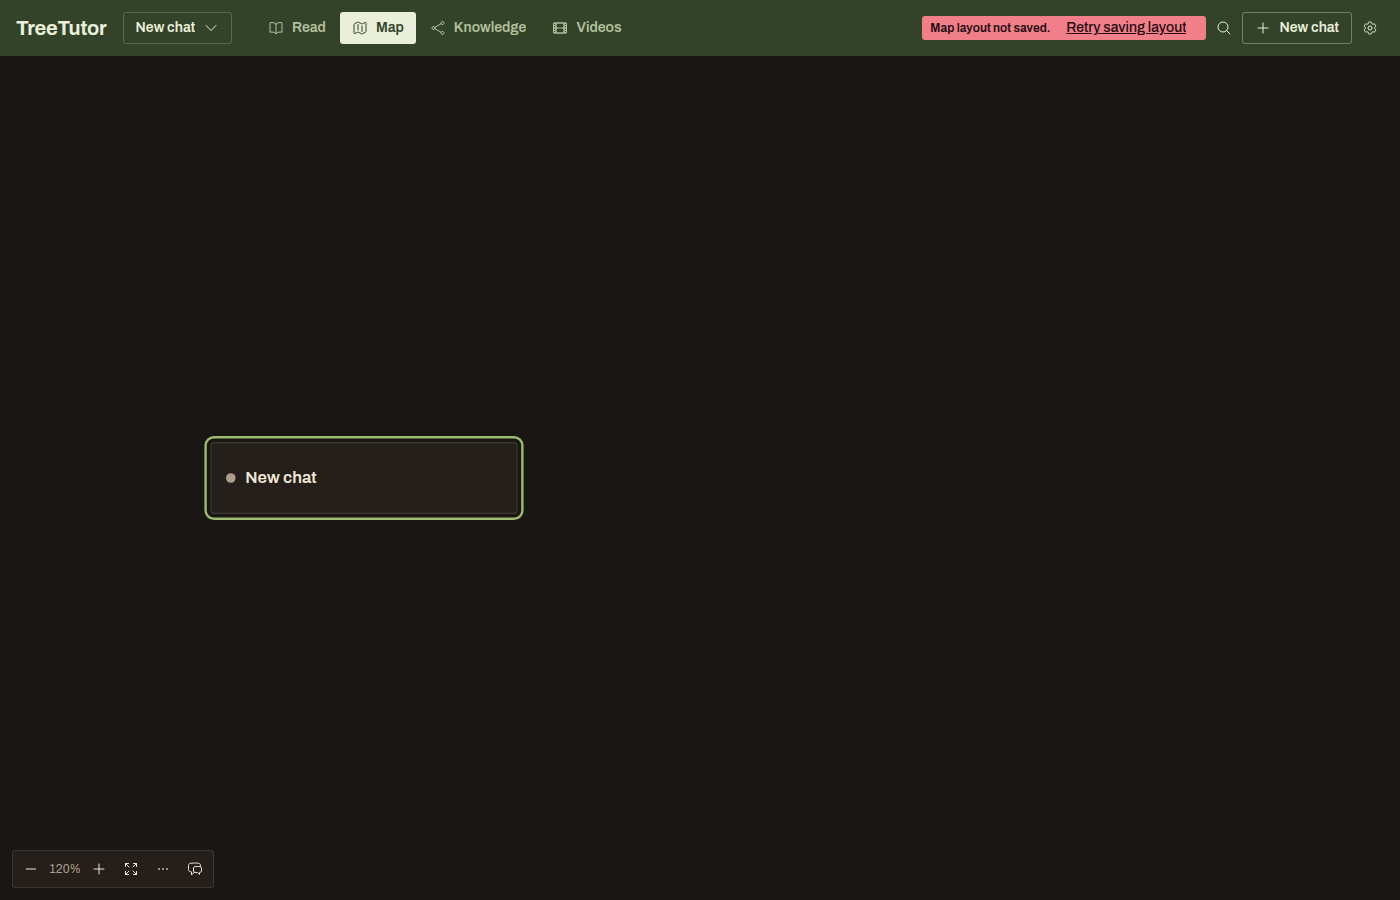 TreeTutor
New chat
Read
Map
Knowledge
Videos
Map layout not saved. Retry saving layout
New chat
New chat
120%